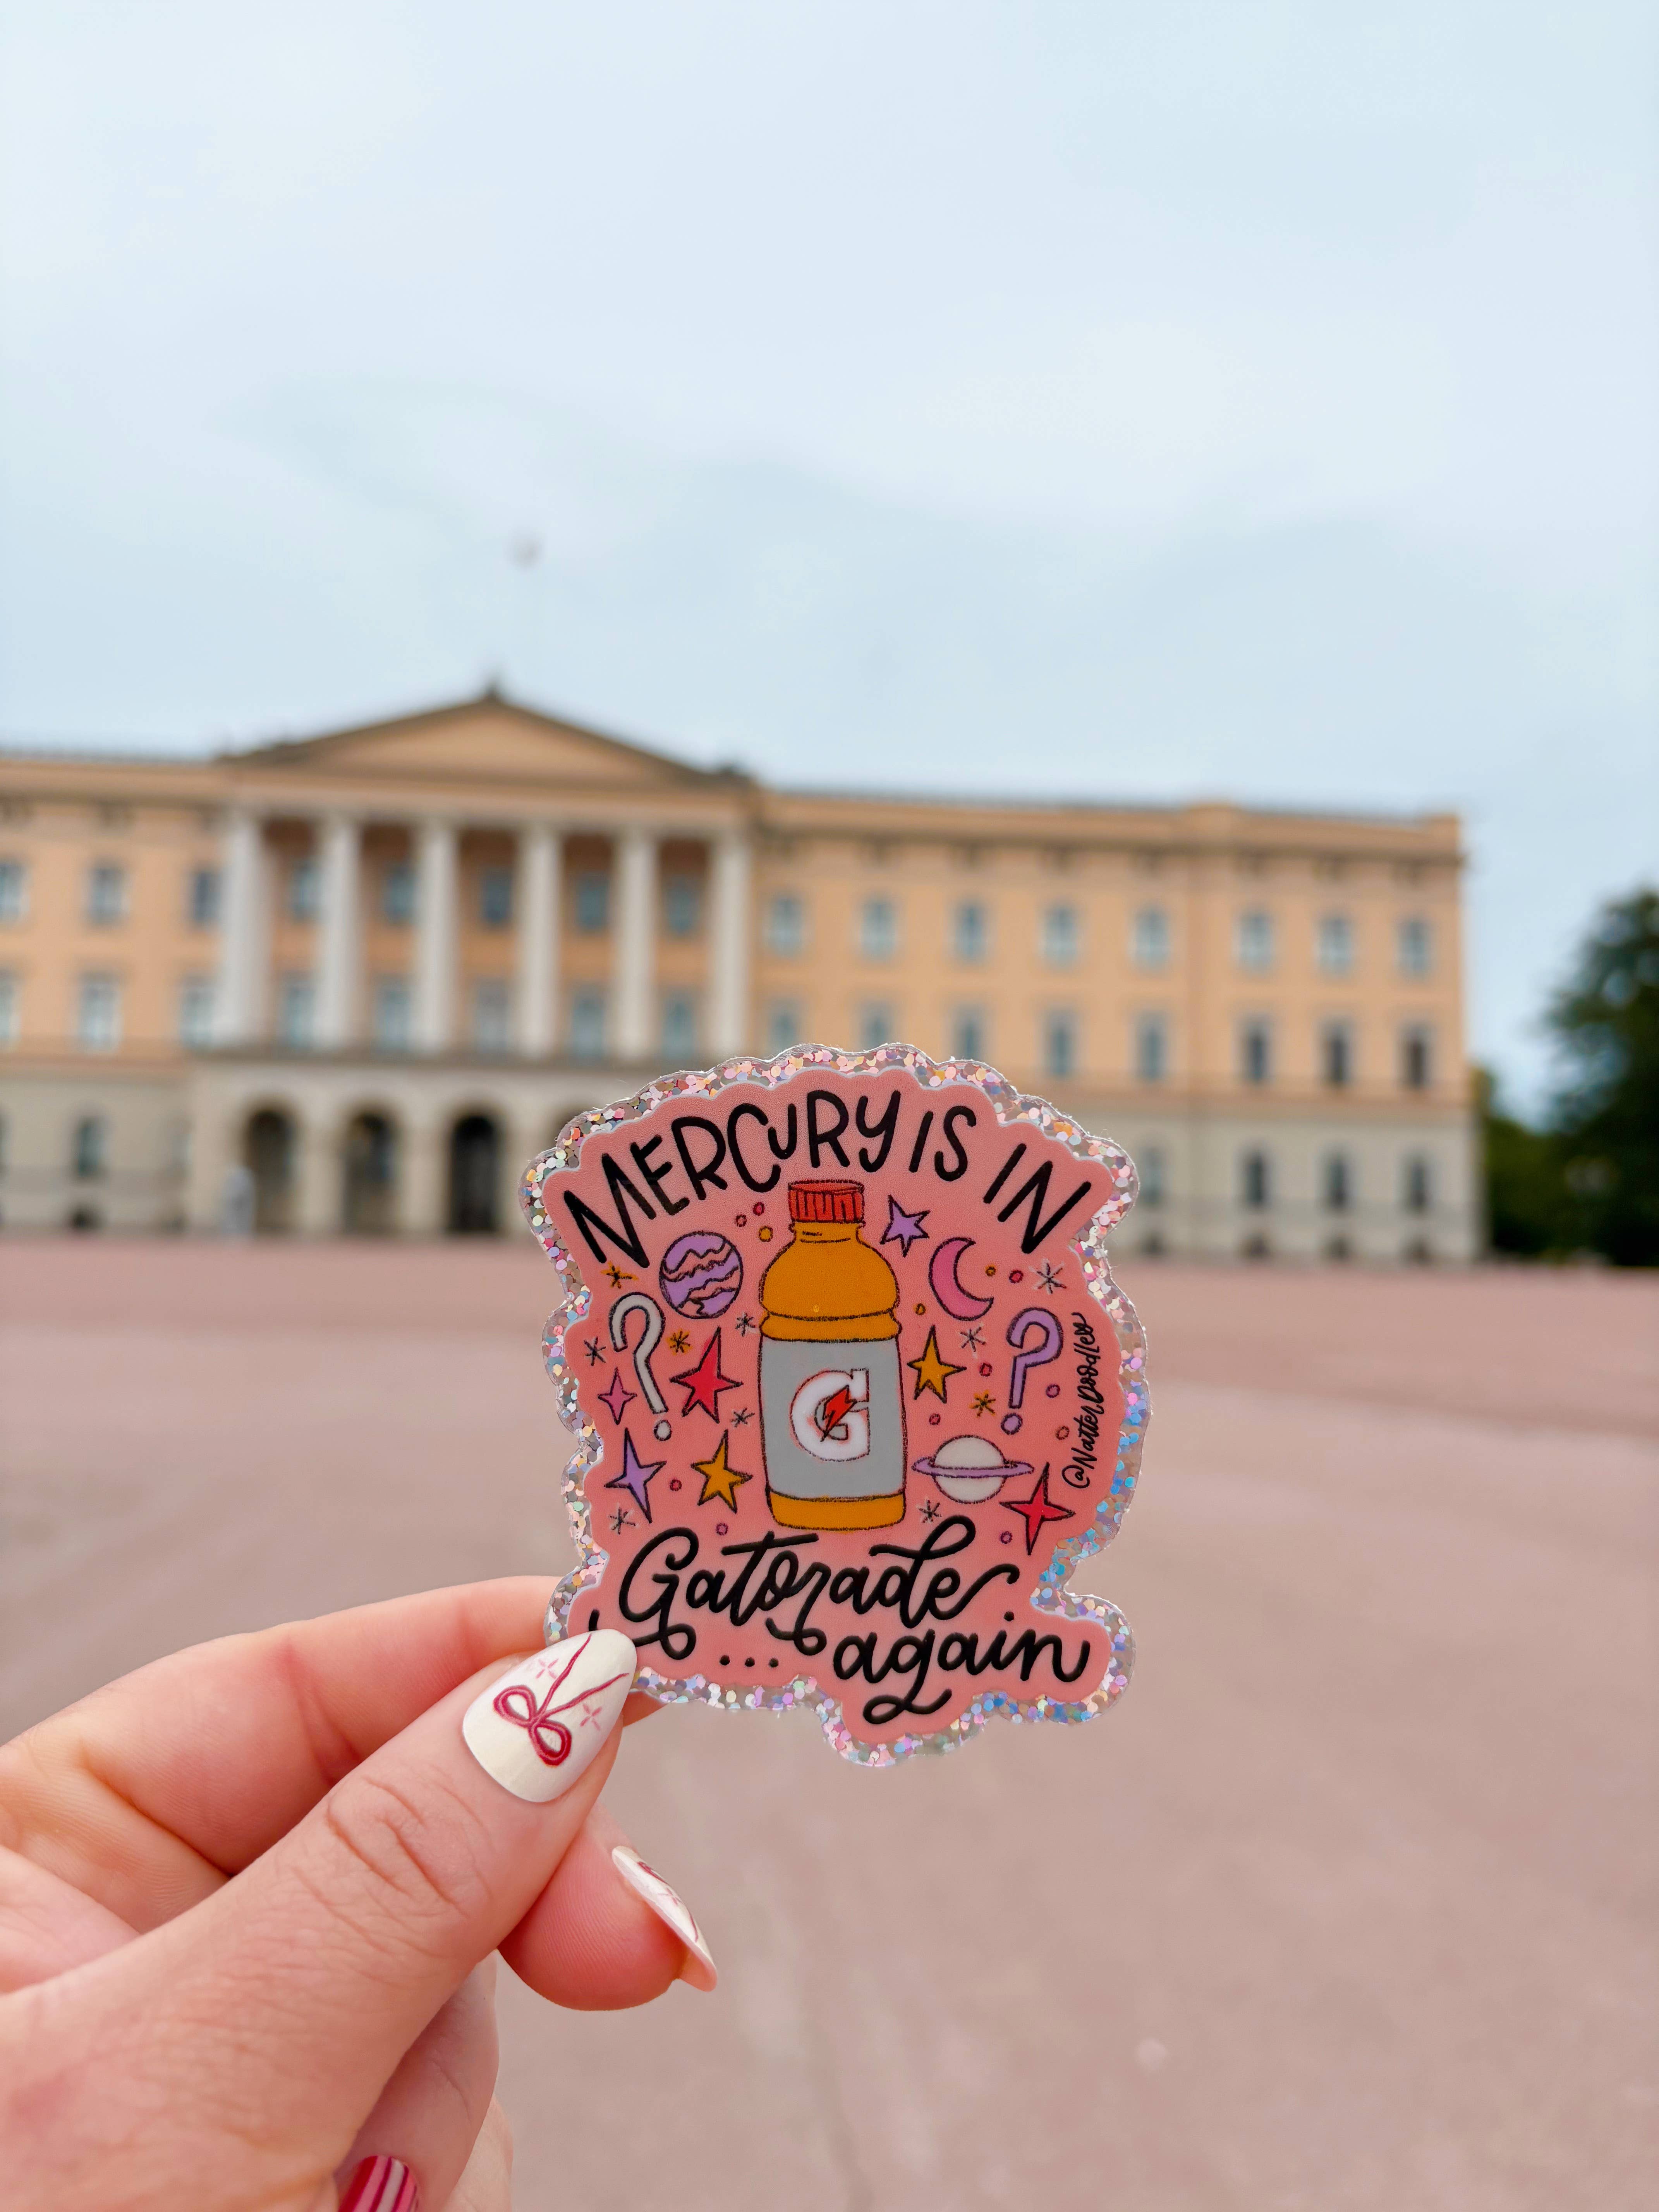 MERCURY IS IN
G
@NatterDoodles
Gatorade
... again